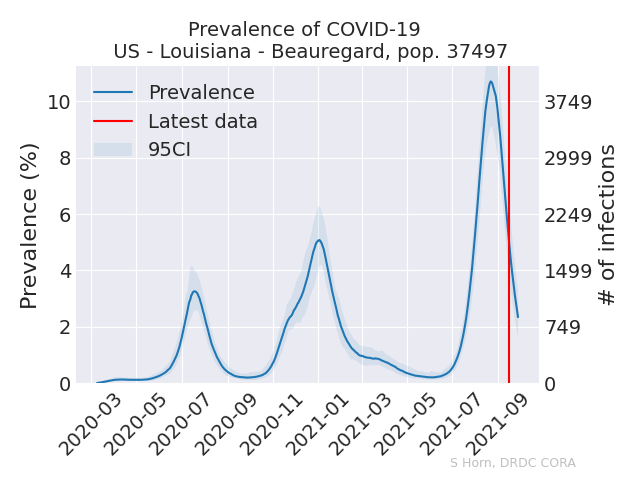 Prevalence of COVID-19
US - Louisiana - Beauregard, pop. 37497
Prevalence
Latest data
95CI
Prevalence (%)
10
8
6
4
2
0
3749
2999
2249
1499
749
0
# of infections
2020-03
2020-05
2020-07
2020-09
2020-11
2021-01
2021-03
2021-05
2021-07
2021-09
S Horn, DRDC CORA